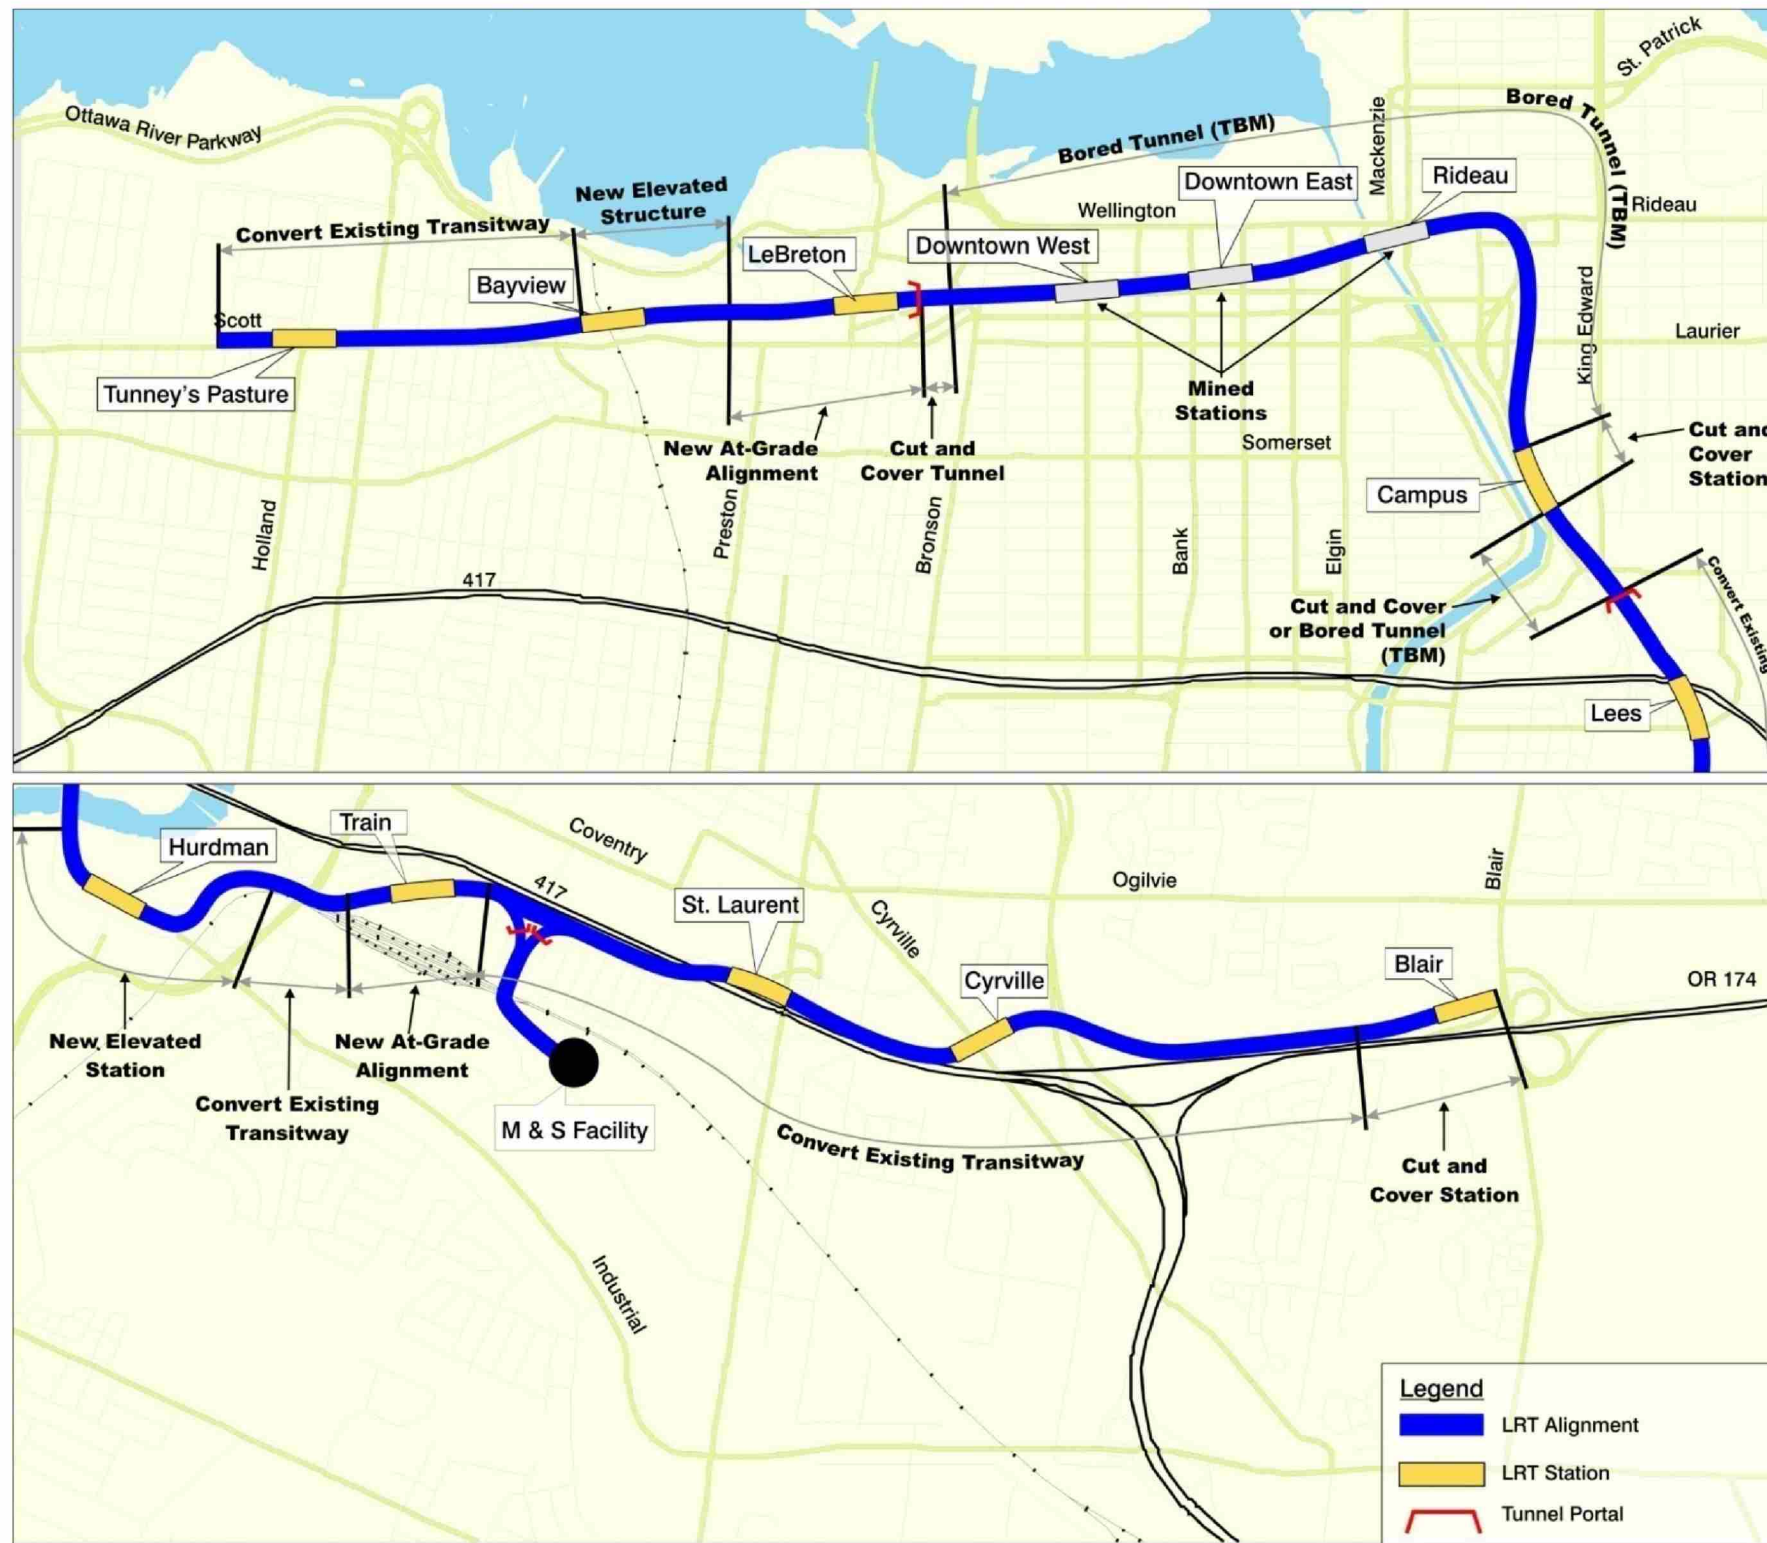 St. Patrick
Ottawa River Parkway
Mackenzie
Bored Tunnel (TBM)
Bored Tunnel (TBM)
New Elevated
Structure
Convert Existing Transitway
Downtown East
Rideau
Rideau
Wellington
LeBreton
Downtown West
Bayview
Scott
King Edward
Laurier
Tunney's Pasture
Mined
Stations
New At-Grade
Alignment
Cut and
Cover Tunnel
Somerset
Cut and
Cover
Station
Campus
Holland
Preston
Bronson
Bank
Elgin
417
Cut and Cover
or Bored Tunnel
(TBM)
Convert Existing
Lees
Hurdman
Train
Coventry
417
Ogilvie
Blair
St. Laurent
Cyrville
Cyrville
Blair
OR 174
New Elevated
Station
New At-Grade
Alignment
Convert Existing
Transitway
M & S Facility
Convert Existing Transitway
Cut and
Cover Station
Industrial
Legend
LRT Alignment
LRT Station
Tunnel Portal